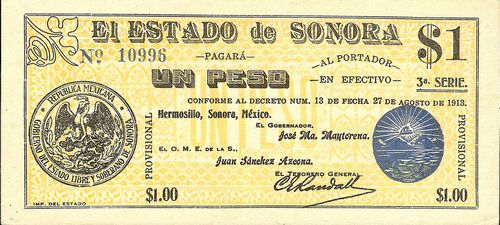 El ESTADO de SONORA
$1
No. 10996
—PAGARÁ—
—AL PORTADOR—
UN PESO
—EN EFECTIVO—
3a. SERIE.
CONFORME AL DECRETO NUM. 13 DE FECHA 27 DE AGOSTO DE 1913.
Hermosillo, Sonora, México.
REPUBLICA MEXICANA.
GOBIERNO DEL ESTADO LIBRE Y SOBERANO DE SONORA
PROVISIONAL
EL GOBERNADOR,
José Ma. Maytorena.
EL O. M. E. de la S.,
Juan Sánchez Azcona.
EL TESORERO GENERAL,
CERandall
PROVISIONAL
$1.00
$1.00
IMP. DEL ESTADO